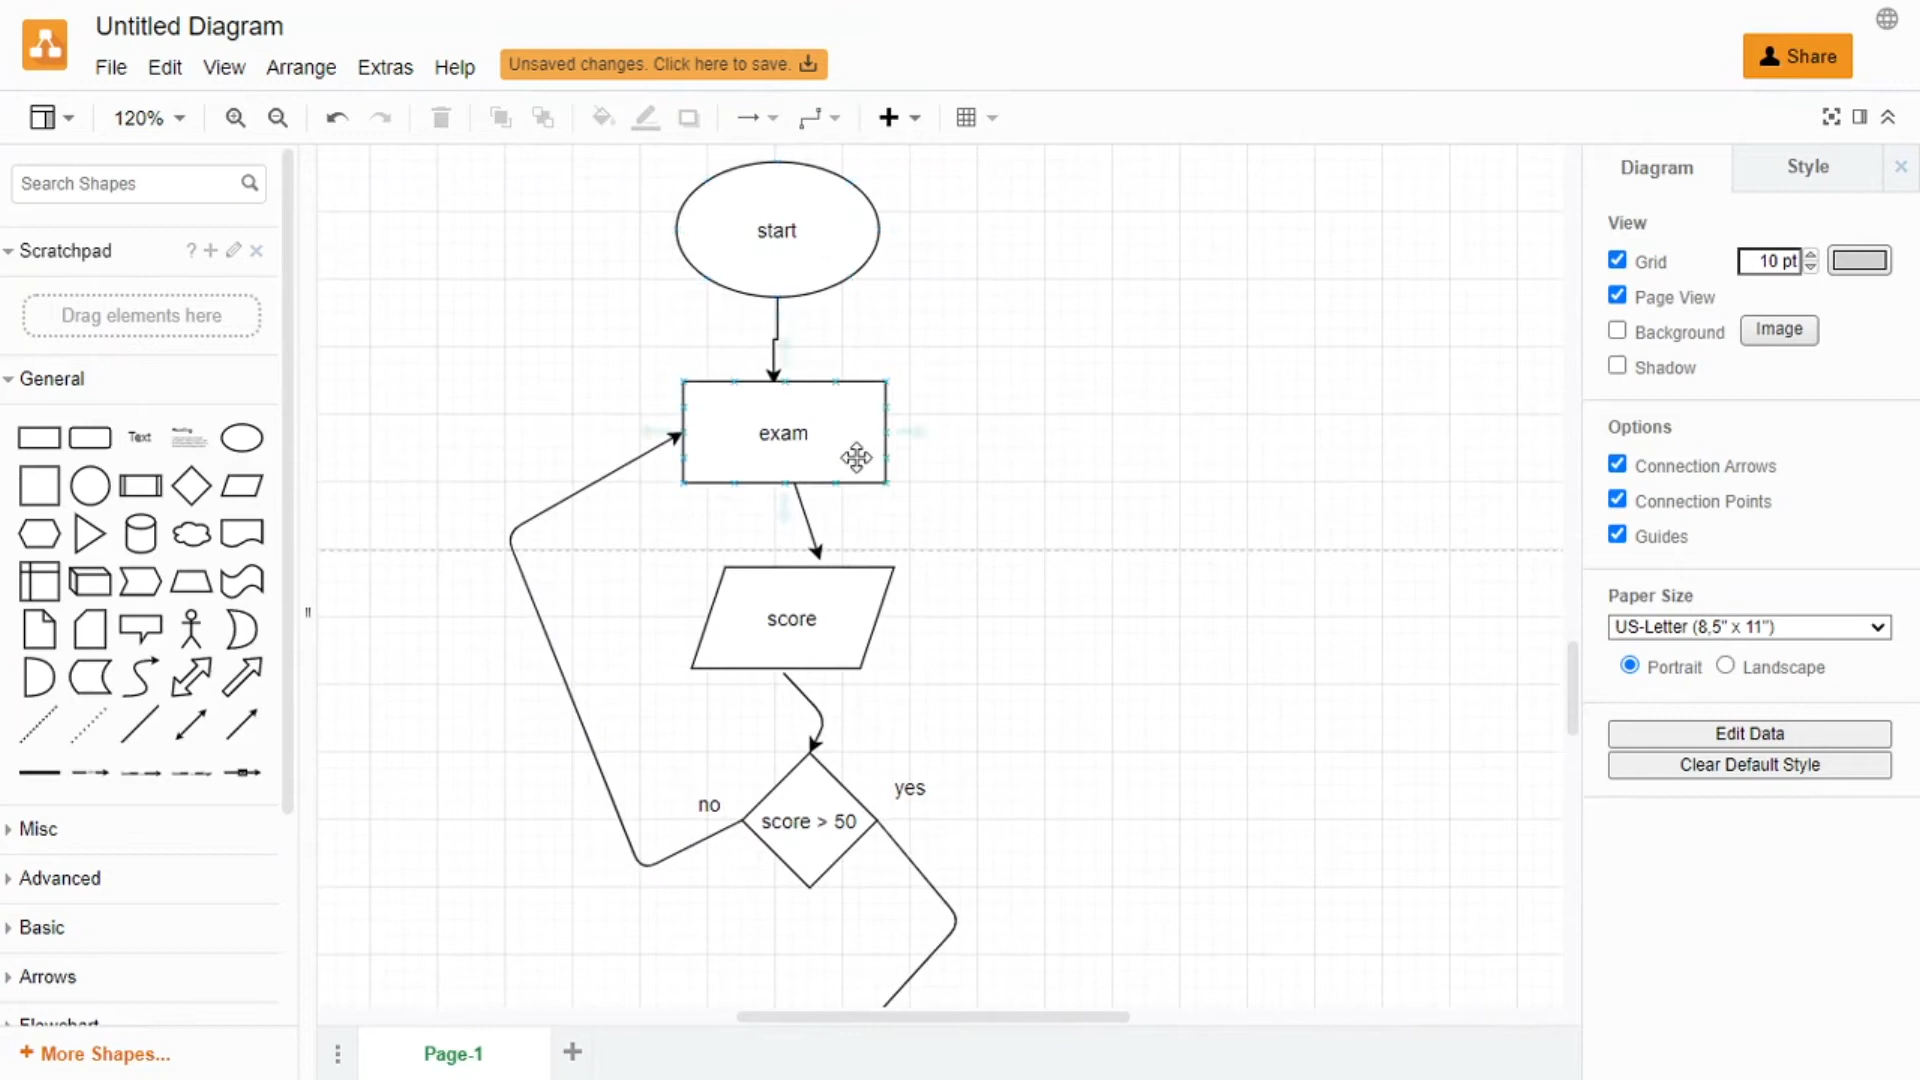 Untitled Diagram
File Edit View Arrange Extras Help
Unsaved changes. Click here to save.
Share
120%
Search Shapes
Scratchpad
?
Drag elements here
General
Text
Misc
Advanced
Basic
Arrows
Flowchart
+ More Shapes...
start
exam
score
score > 50
no
yes
Page-1
Diagram Style
View
Grid 10 pt
Page View
Background Image
Shadow
Options
Connection Arrows
Connection Points
Guides
Paper Size
US-Letter (8,5" x 11")
Portrait Landscape
Edit Data
Clear Default Style